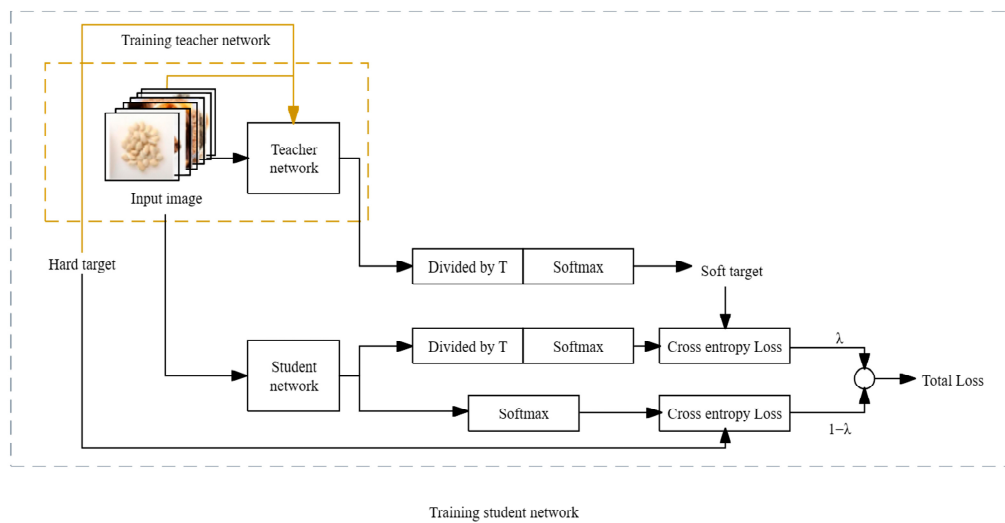 Training teacher network
Teacher
network
Input image
Hard target
Divided by T
Softmax
Soft target
Student
network
Divided by T
Softmax
Cross entropy Loss
λ
Total Loss
Softmax
Cross entropy Loss
1−λ
Training student network